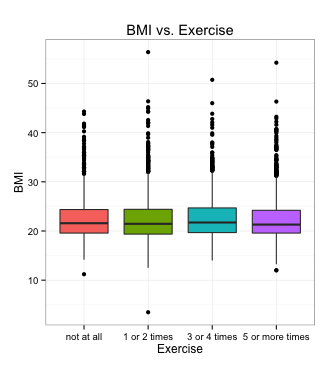 BMI vs. Exercise
BMI
50
40
30
20
10
not at all 1 or 2 times 3 or 4 times 5 or more times
Exercise